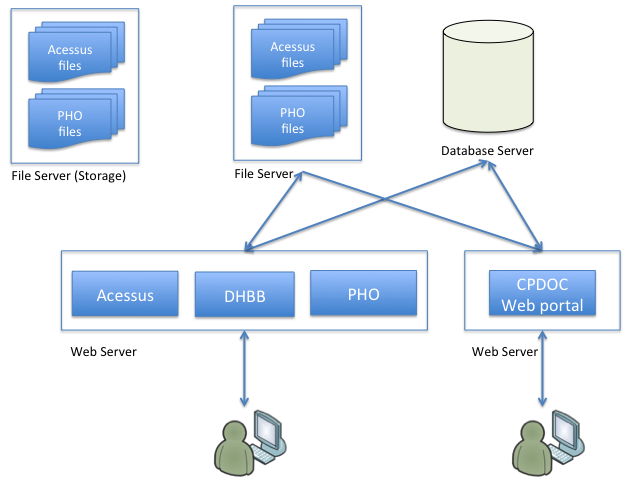 Acessus
files
PHO
files
File Server (Storage)
Acessus
files
PHO
files
File Server
Database Server
Acessus
DHBB
PHO
Web Server
CPDOC
Web portal
Web Server